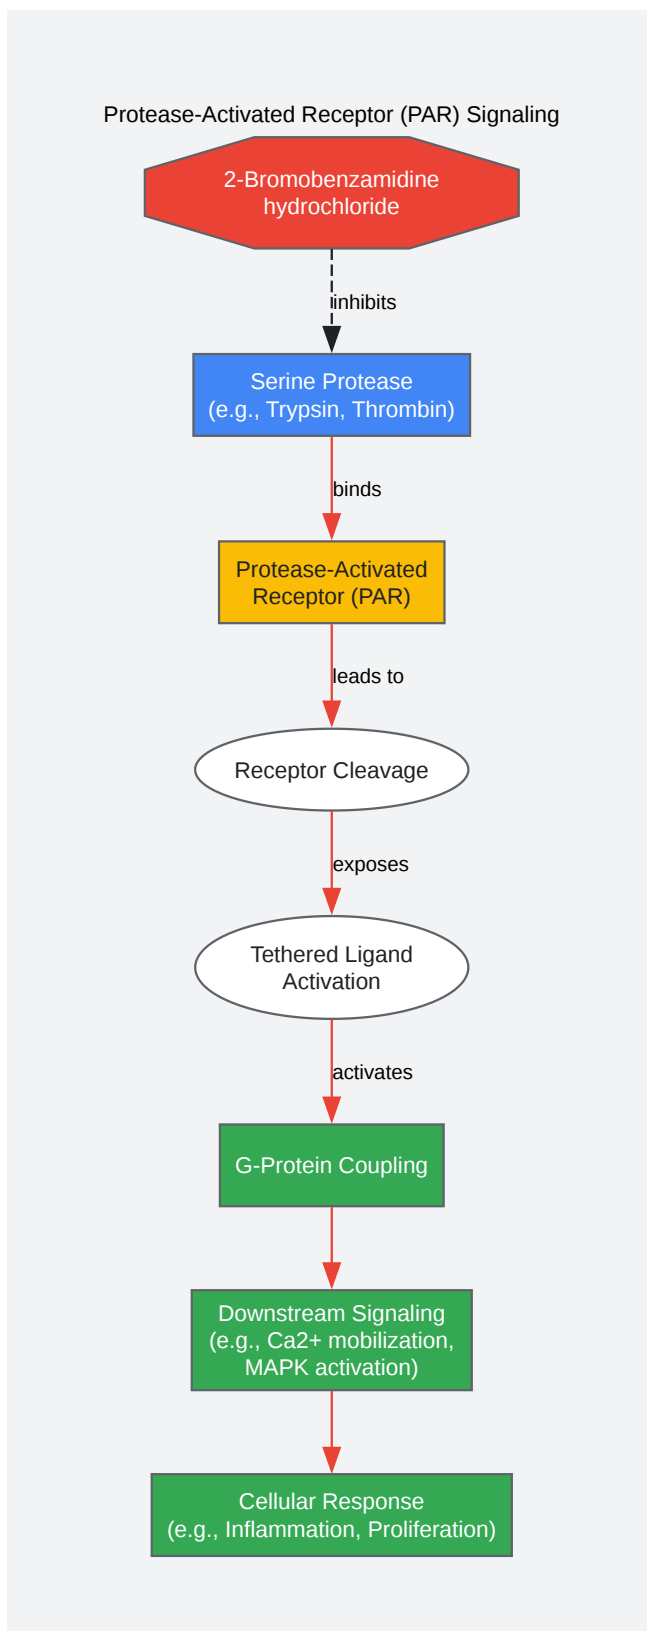 Protease-Activated Receptor (PAR) Signaling
2-Bromobenzamidine
hydrochloride
inhibits
Serine Protease
(e.g., Trypsin, Thrombin)
binds
Protease-Activated
Receptor (PAR)
leads to
Receptor Cleavage
exposes
Tethered Ligand
Activation
activates
G-Protein Coupling
Downstream Signaling
(e.g., Ca2+ mobilization,
MAPK activation)
Cellular Response
(e.g., Inflammation, Proliferation)